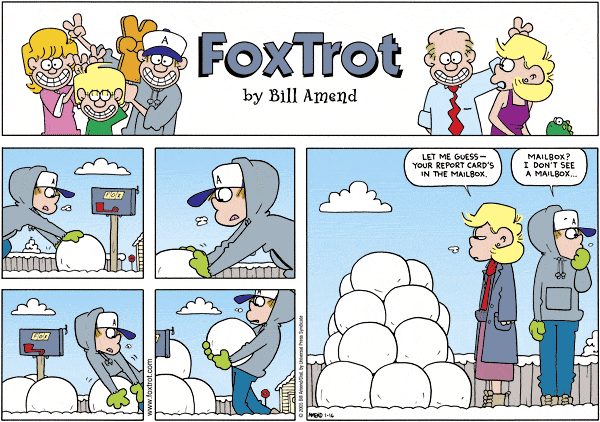 FOXTROT
by Bill Amend
A
FOX
A
FOX
A
A
www.foxtrot.com
© 2005 Bill Amend/Dist. by Universal Press Syndicate
LET ME GUESS—
YOUR REPORT CARD'S
IN THE MAILBOX.
MAILBOX?
I DON'T SEE
A MAILBOX...
A
AMEND 1-16